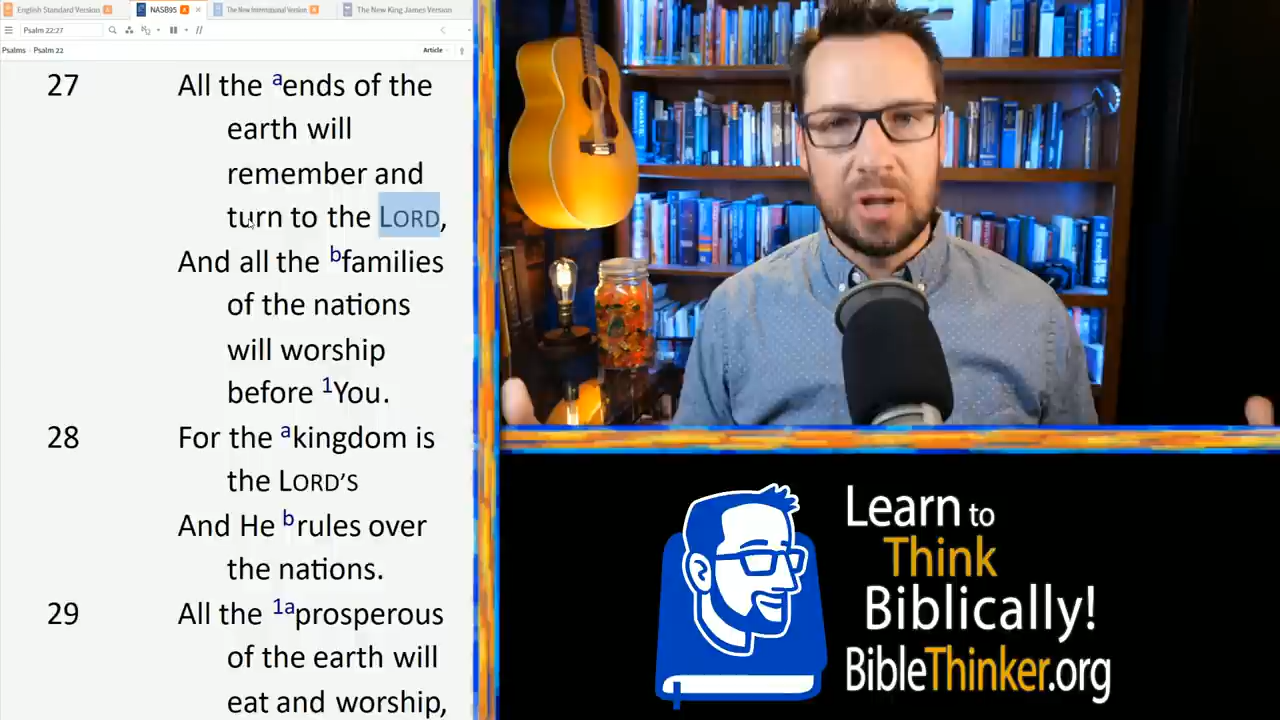 English Standard Version
NASB95
The New International Version
The New King James Version
Psalm 22:27
Psalms · Psalm 22
Article
27 All the aends of the
earth will
remember and
turn to the LORD,
And all the bfamilies
of the nations
will worship
before 1You.
28 For the akingdom is
the LORD'S
And He brules over
the nations.
29 All the 1aprosperous
of the earth will
eat and worship,
Learn to
Think
Biblically!
BibleThinker.org